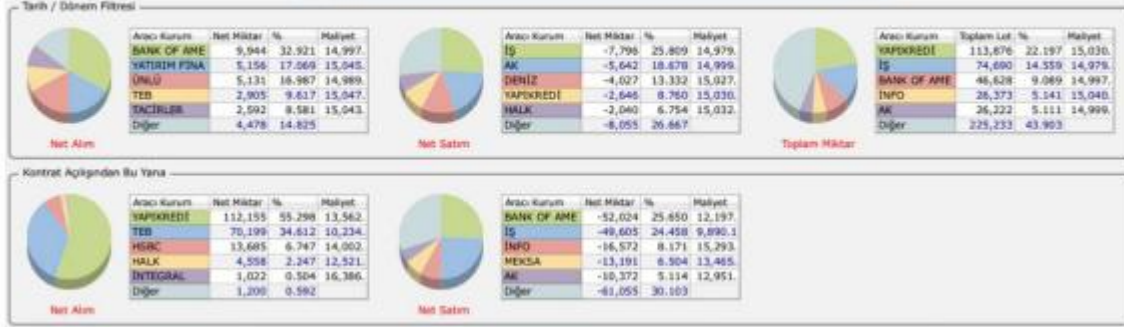 Tarih / Dönem Filtresi
Aracı Kurum Net Miktar % Maliyet
BANK OF AME 9,944 32.921 14,997.
YATIRIM FİNA 5,156 17.069 15,045.
ÜNLÜ 5,131 16.987 14,989.
TEB 2,905 9.617 15,047.
TACİRLER 2,592 8.581 15,043.
Diğer 4,478 14.825
Net Alım
Aracı Kurum Net Miktar % Maliyet
İŞ -7,796 25.809 14,979.
AK -5,642 18.678 14,999.
DENİZ -4,027 13.332 15,027.
YAPIKREDİ -2,646 8.760 15,030.
HALK -2,040 6.754 15,032.
Diğer -8,055 26.667
Net Satım
Aracı Kurum Toplam Lot % Maliyet
YAPIKREDİ 113,876 22.197 15,030.
İŞ 74,690 14.559 14,979.
BANK OF AME 46,628 9.089 14,997.
İNFO 26,373 5.141 15,040.
AK 26,222 5.111 14,999.
Diğer 225,233 43.903
Toplam Miktar
Kontrat Açılışından Bu Yana
Aracı Kurum Net Miktar % Maliyet
YAPIKREDİ 112,155 55.298 13,562.
TEB 70,199 34.612 10,234.
HSBC 13,685 6.747 14,002.
HALK 4,558 2.247 12,521.
İNTEGRAL 1,022 0.504 16,386.
Diğer 1,200 0.592
Net Alım
Aracı Kurum Net Miktar % Maliyet
BANK OF AME -52,024 25.650 12,197.
İŞ -49,605 24.458 9,890.1
İNFO -16,572 8.171 15,293.
MEKSA -13,191 6.504 13,465.
AK -10,372 5.114 12,951.
Diğer -61,055 30.103
Net Satım